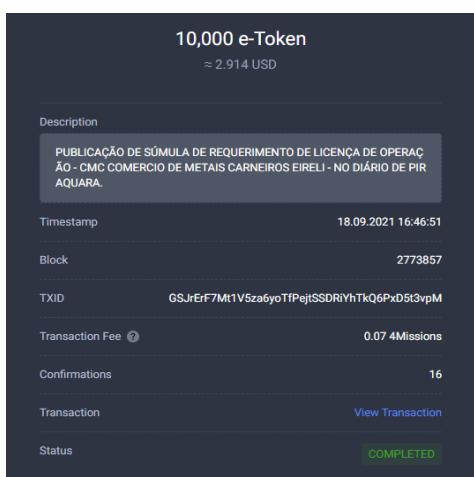 10,000 e-Token
≈ 2.914 USD
Description
PUBLICAÇÃO DE SÚMULA DE REQUERIMENTO DE LICENÇA DE OPERAÇ
ÃO - CMC COMERCIO DE METAIS CARNEIROS EIRELI - NO DIÁRIO DE PIR
AQUARA.
Timestamp 18.09.2021 16:46:51
Block 2773857
TXID GSJrErF7Mt1V5za6yoTfPejtSSDRiYhTkQ6PxD5t3vpM
Transaction Fee ? 0.07 4Missions
Confirmations 16
Transaction View Transaction
Status COMPLETED